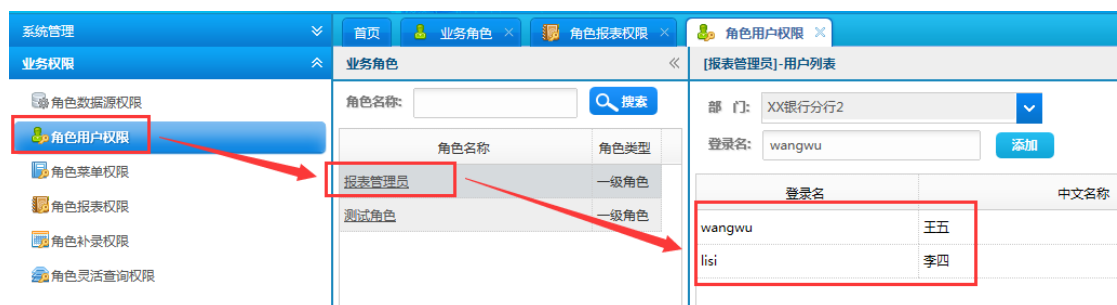 系统管理
业务权限
角色数据源权限
角色用户权限
角色菜单权限
角色报表权限
角色补录权限
角色灵活查询权限
首页 业务角色 角色报表权限 角色用户权限
业务角色
角色名称: 搜索
角色名称 角色类型
报表管理员 一级角色
测试角色 一级角色
[报表管理员]-用户列表
部 门: XX银行分行2
登录名: wangwu 添加
登录名 中文名称
wangwu 王五
lisi 李四